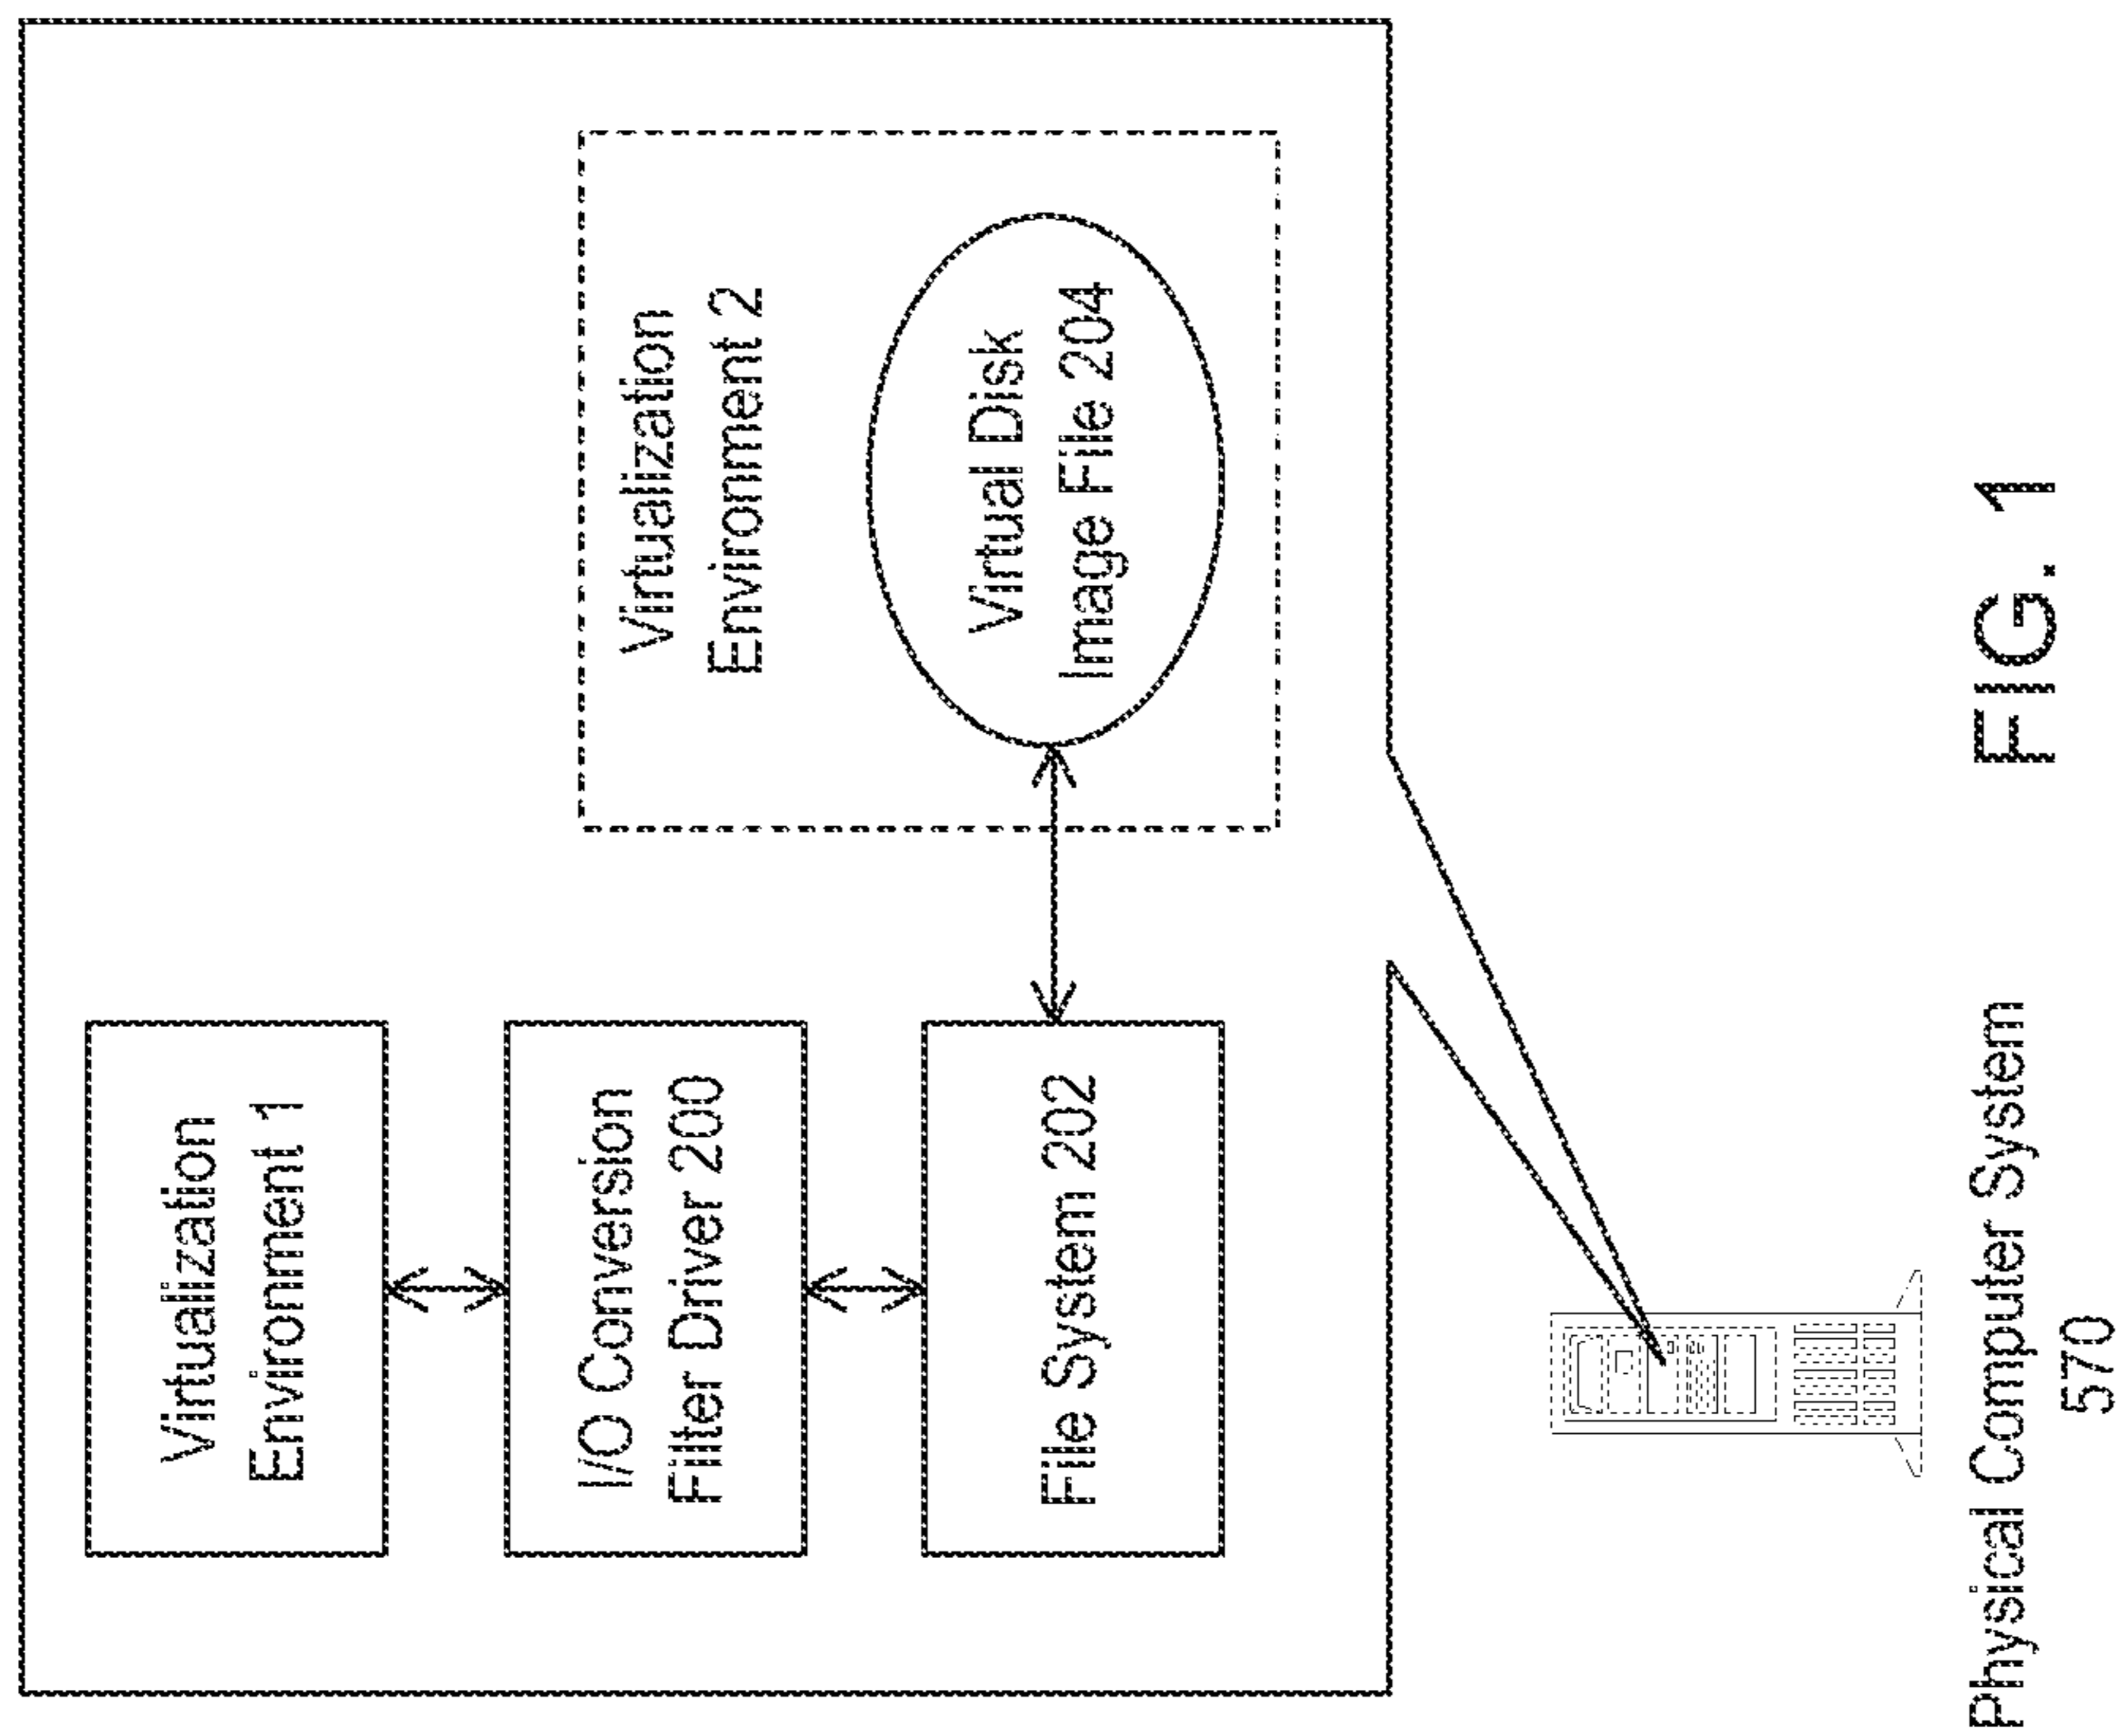 Virtualization
Environment 1
I/O Conversion
Filter Driver 200
File System 202
Virtualization
Environment 2
Virtual Disk
Image File 204
Physical Computer System
570
FIG. 1